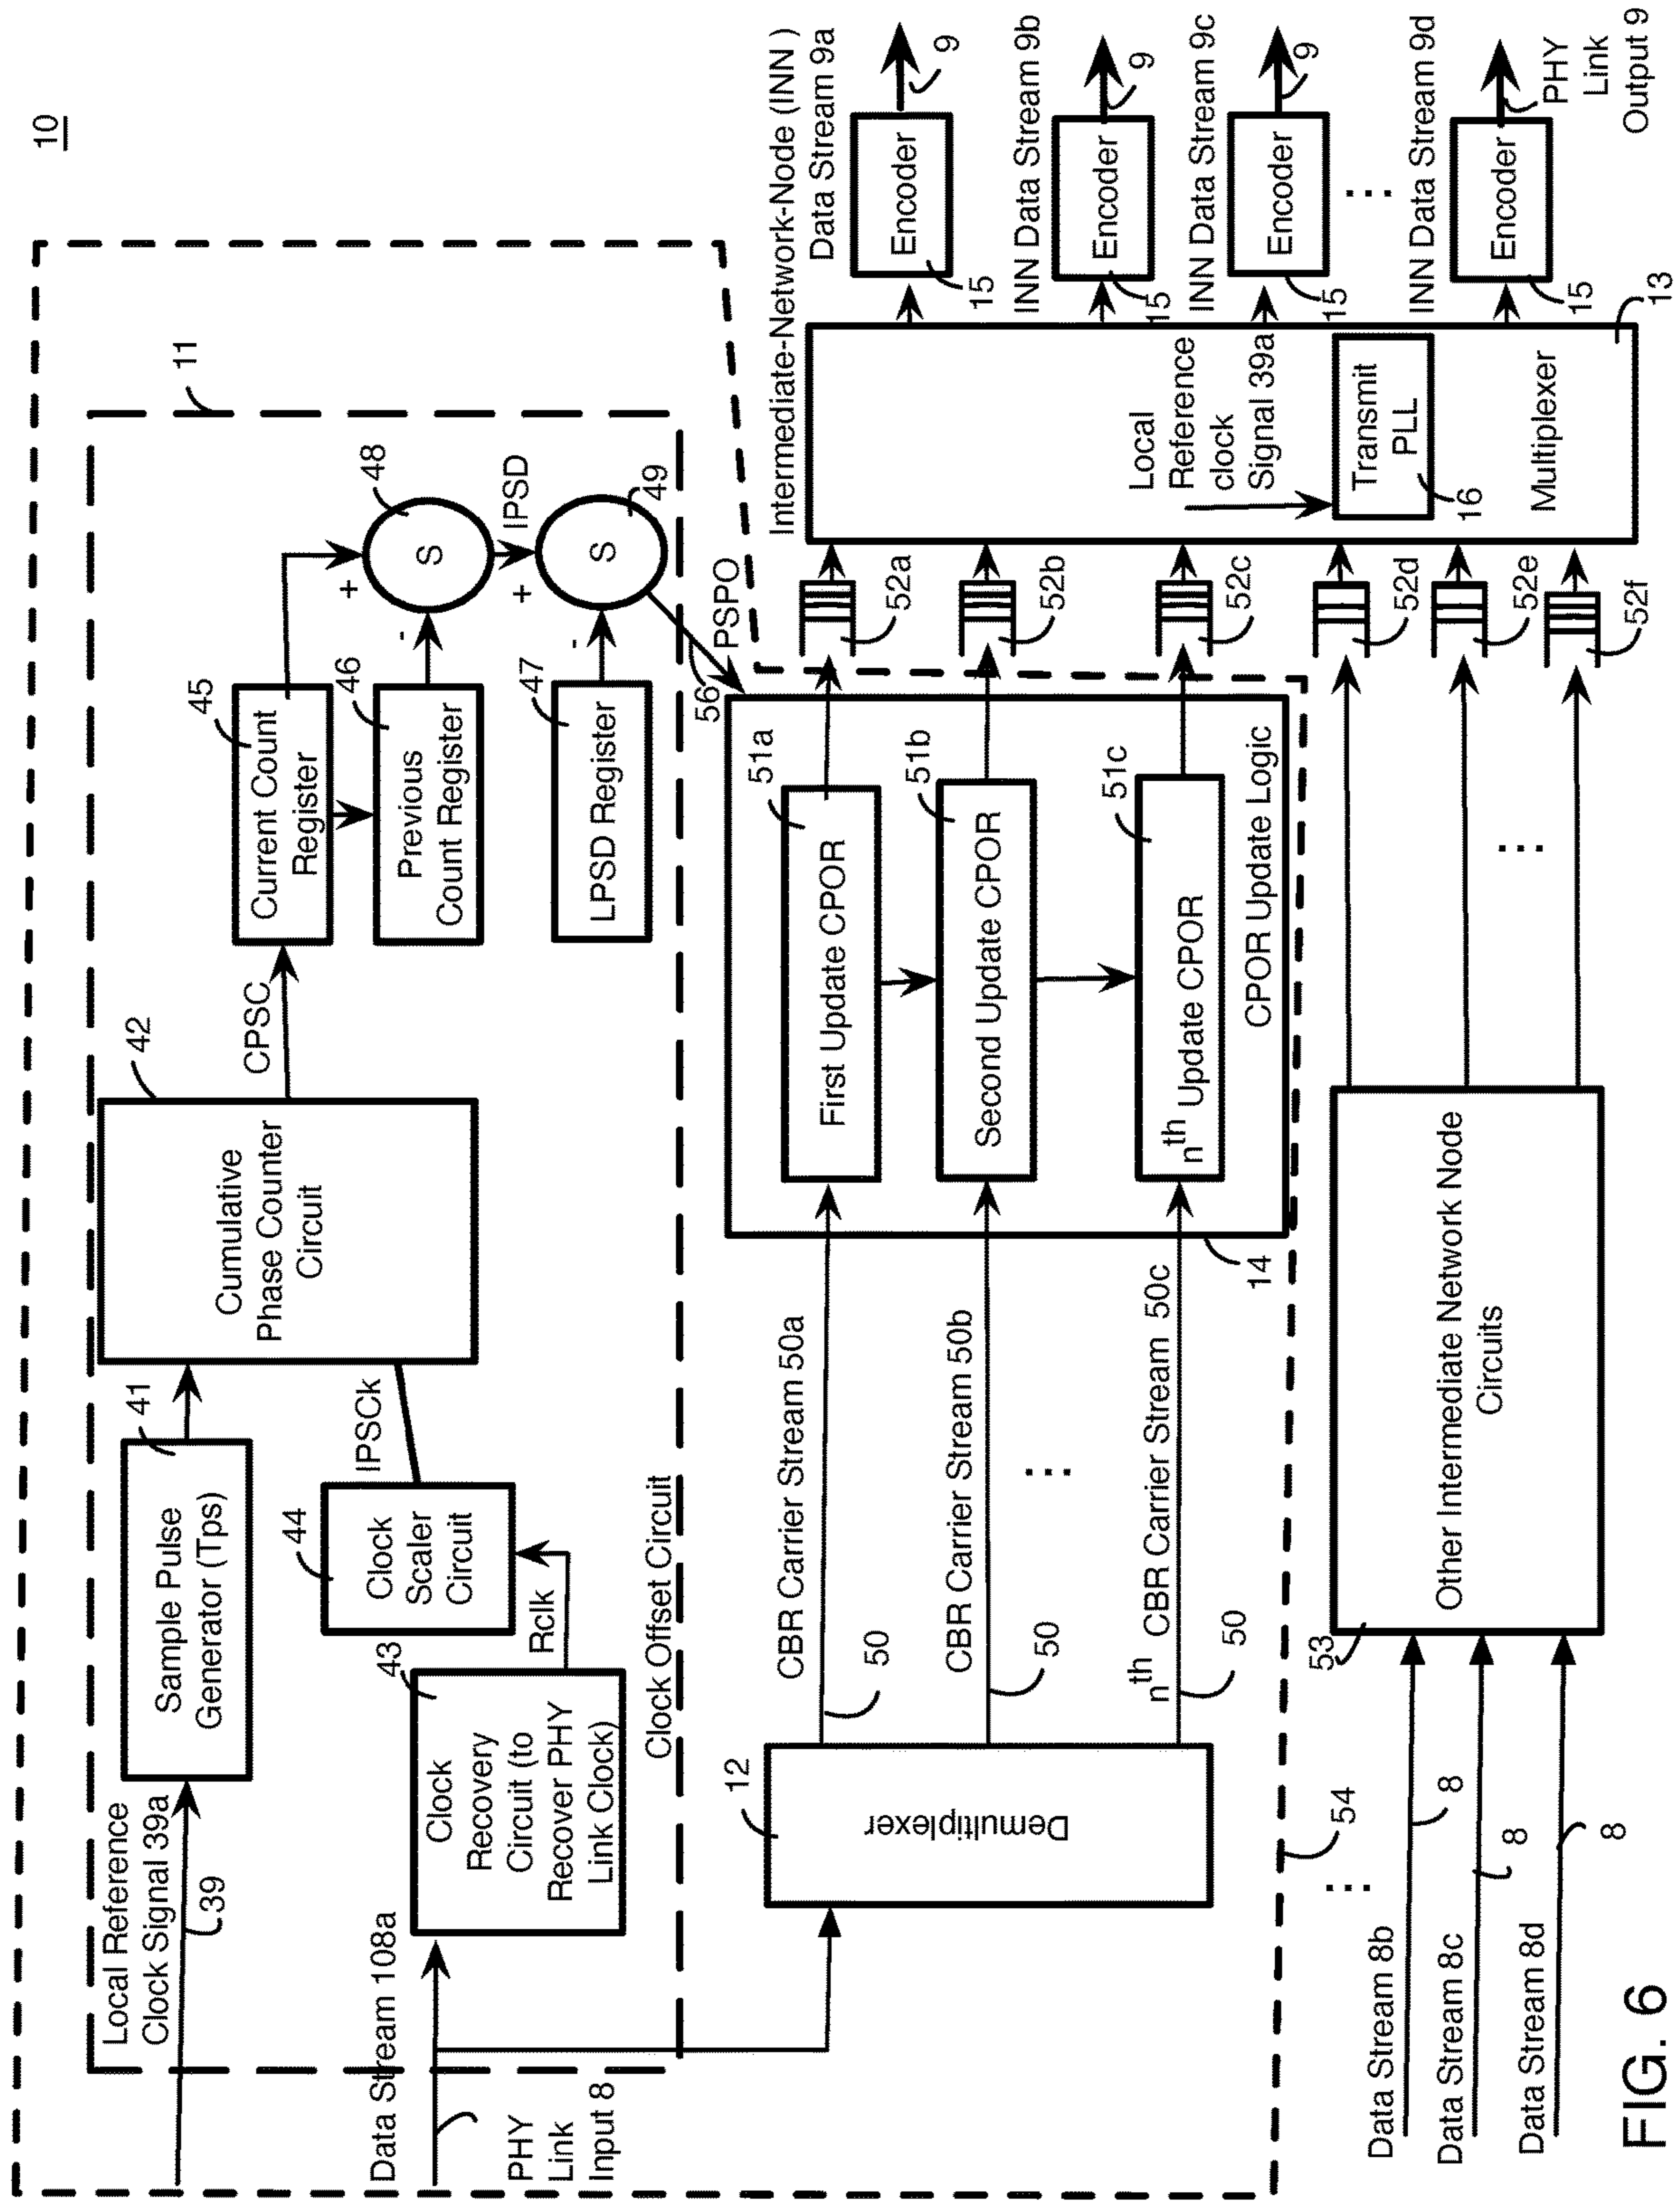 10
11
Local Reference
Clock Signal 39a
39
Sample Pulse
Generator (Tps)
41
Cumulative
Phase Counter
Circuit
42
CPSC
Current Count
Register
45
Previous
Count Register
46
LPSD Register
47
+
S
48
-
IPSD
+
S
49
-
PSPO
56
IPSCk
Clock
Scaler
Circuit
44
Rclk
Clock
Recovery
Circuit (to
Recover PHY
Link Clock)
43
Clock Offset Circuit
Data Stream 108a
PHY
Link
Input 8
Demultiplexer
12
CBR Carrier Stream 50a
50
CBR Carrier Stream 50b
50
...
nth CBR Carrier Stream 50c
50
First Update CPOR
51a
Second Update CPOR
51b
nth Update CPOR
51c
CPOR Update Logic
14
52a
52b
52c
52d
52e
52f
Local
Reference
clock
Signal 39a
Transmit
PLL
16
Multiplexer
13
Intermediate-Network-Node (INN )
Data Stream 9a
Encoder
15
9
INN Data Stream 9b
Encoder
15
9
INN Data Stream 9c
Encoder
15
9
...
INN Data Stream 9d
Encoder
15
PHY
Link
Output 9
54
...
Data Stream 8b
8
Data Stream 8c
8
Data Stream 8d
8
Other Intermediate Network Node
Circuits
53
...
FIG. 6